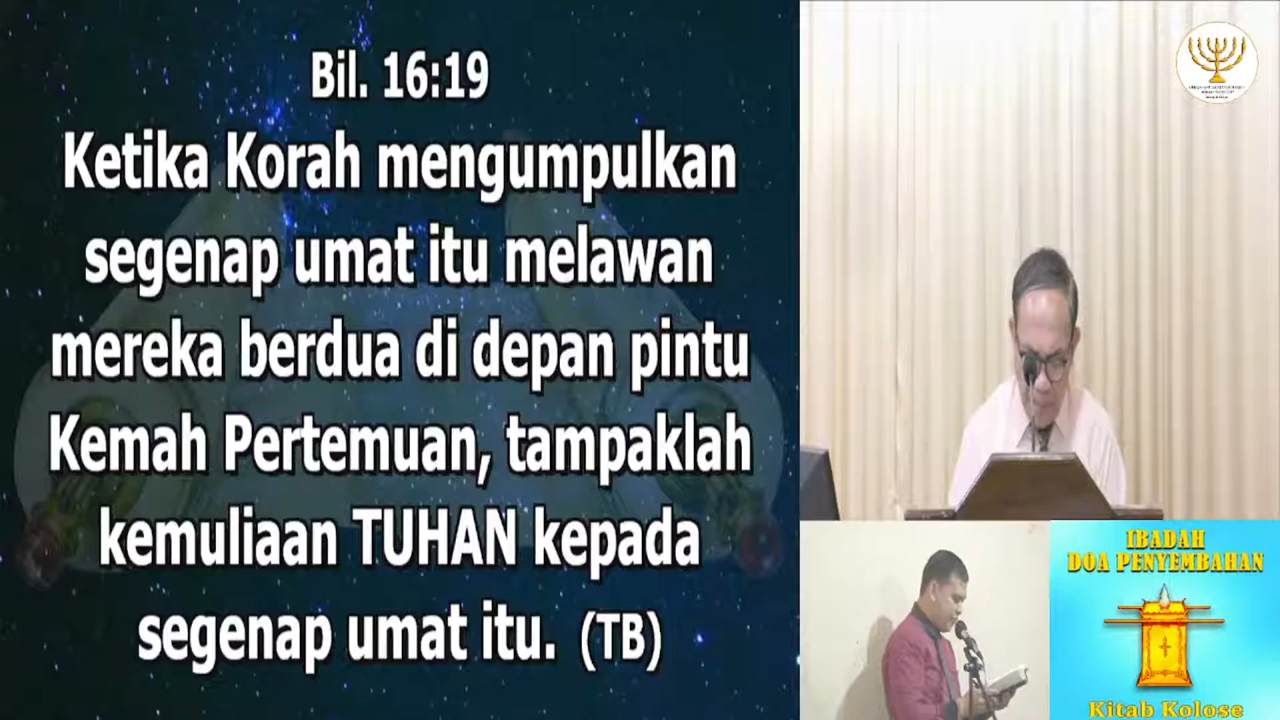 Bil. 16:19
Ketika Korah mengumpulkan
segenap umat itu melawan
mereka berdua di depan pintu
Kemah Pertemuan, tampaklah
kemuliaan TUHAN kepada
segenap umat itu. (TB)
IBADAH
DOA PENYEMBAHAN
Kitab Kolose